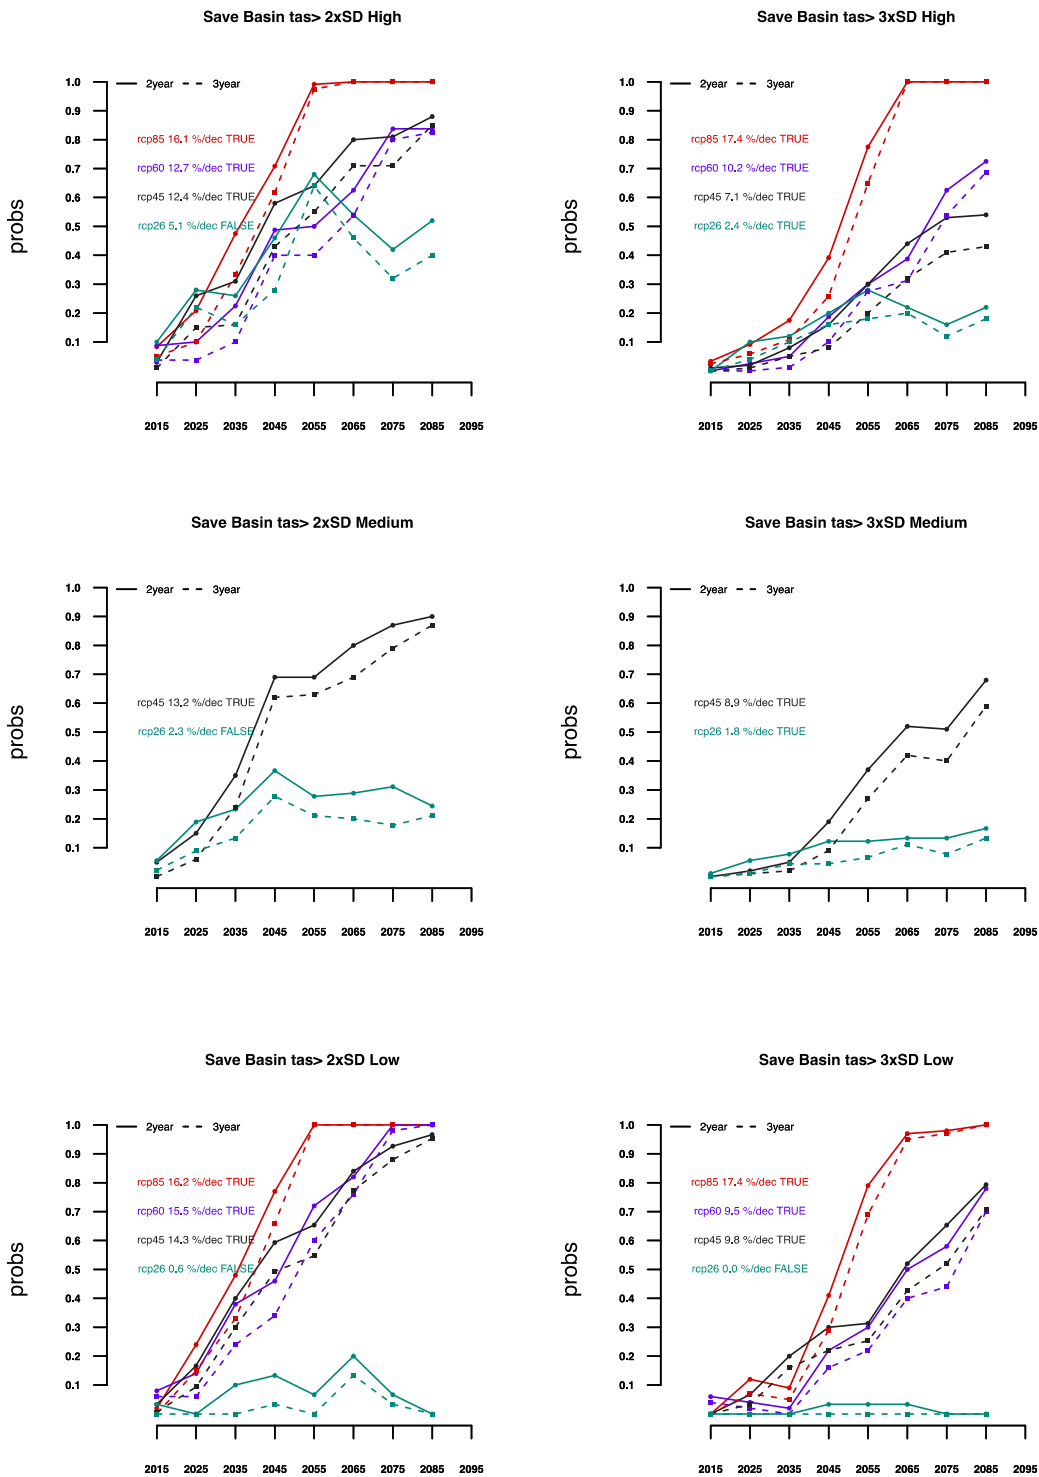 Save Basin tas> 2xSD High
1.0
2year
3year
0.9
0.8
rcp85 16.1 %/dec TRUE
0.7
rcp60 12.7 %/dec TRUE
0.6
rcp45 12.4 %/dec TRUE
0.5
rcp26 5.1 %/dec FALSE
0.4
0.3
0.2
0.1
probs
2015 2025 2035 2045 2055 2065 2075 2085 2095
Save Basin tas> 3xSD High
1.0
2year
3year
0.9
0.8
rcp85 17.4 %/dec TRUE
0.7
rcp60 10.2 %/dec TRUE
0.6
rcp45 7.1 %/dec TRUE
0.5
rcp26 2.4 %/dec TRUE
0.4
0.3
0.2
0.1
probs
2015 2025 2035 2045 2055 2065 2075 2085 2095
Save Basin tas> 2xSD Medium
1.0
2year
3year
0.9
0.8
0.7
0.6
rcp45 13.2 %/dec TRUE
0.5
rcp26 2.3 %/dec FALSE
0.4
0.3
0.2
0.1
probs
2015 2025 2035 2045 2055 2065 2075 2085 2095
Save Basin tas> 3xSD Medium
1.0
2year
3year
0.9
0.8
0.7
0.6
rcp45 8.9 %/dec TRUE
0.5
rcp26 1.8 %/dec TRUE
0.4
0.3
0.2
0.1
probs
2015 2025 2035 2045 2055 2065 2075 2085 2095
Save Basin tas> 2xSD Low
1.0
2year
3year
0.9
0.8
rcp85 16.2 %/dec TRUE
0.7
rcp60 15.5 %/dec TRUE
0.6
rcp45 14.3 %/dec TRUE
0.5
rcp26 0.6 %/dec FALSE
0.4
0.3
0.2
0.1
probs
2015 2025 2035 2045 2055 2065 2075 2085 2095
Save Basin tas> 3xSD Low
1.0
2year
3year
0.9
0.8
rcp85 17.4 %/dec TRUE
0.7
rcp60 9.5 %/dec TRUE
0.6
rcp45 9.8 %/dec TRUE
0.5
rcp26 0.0 %/dec FALSE
0.4
0.3
0.2
0.1
probs
2015 2025 2035 2045 2055 2065 2075 2085 2095